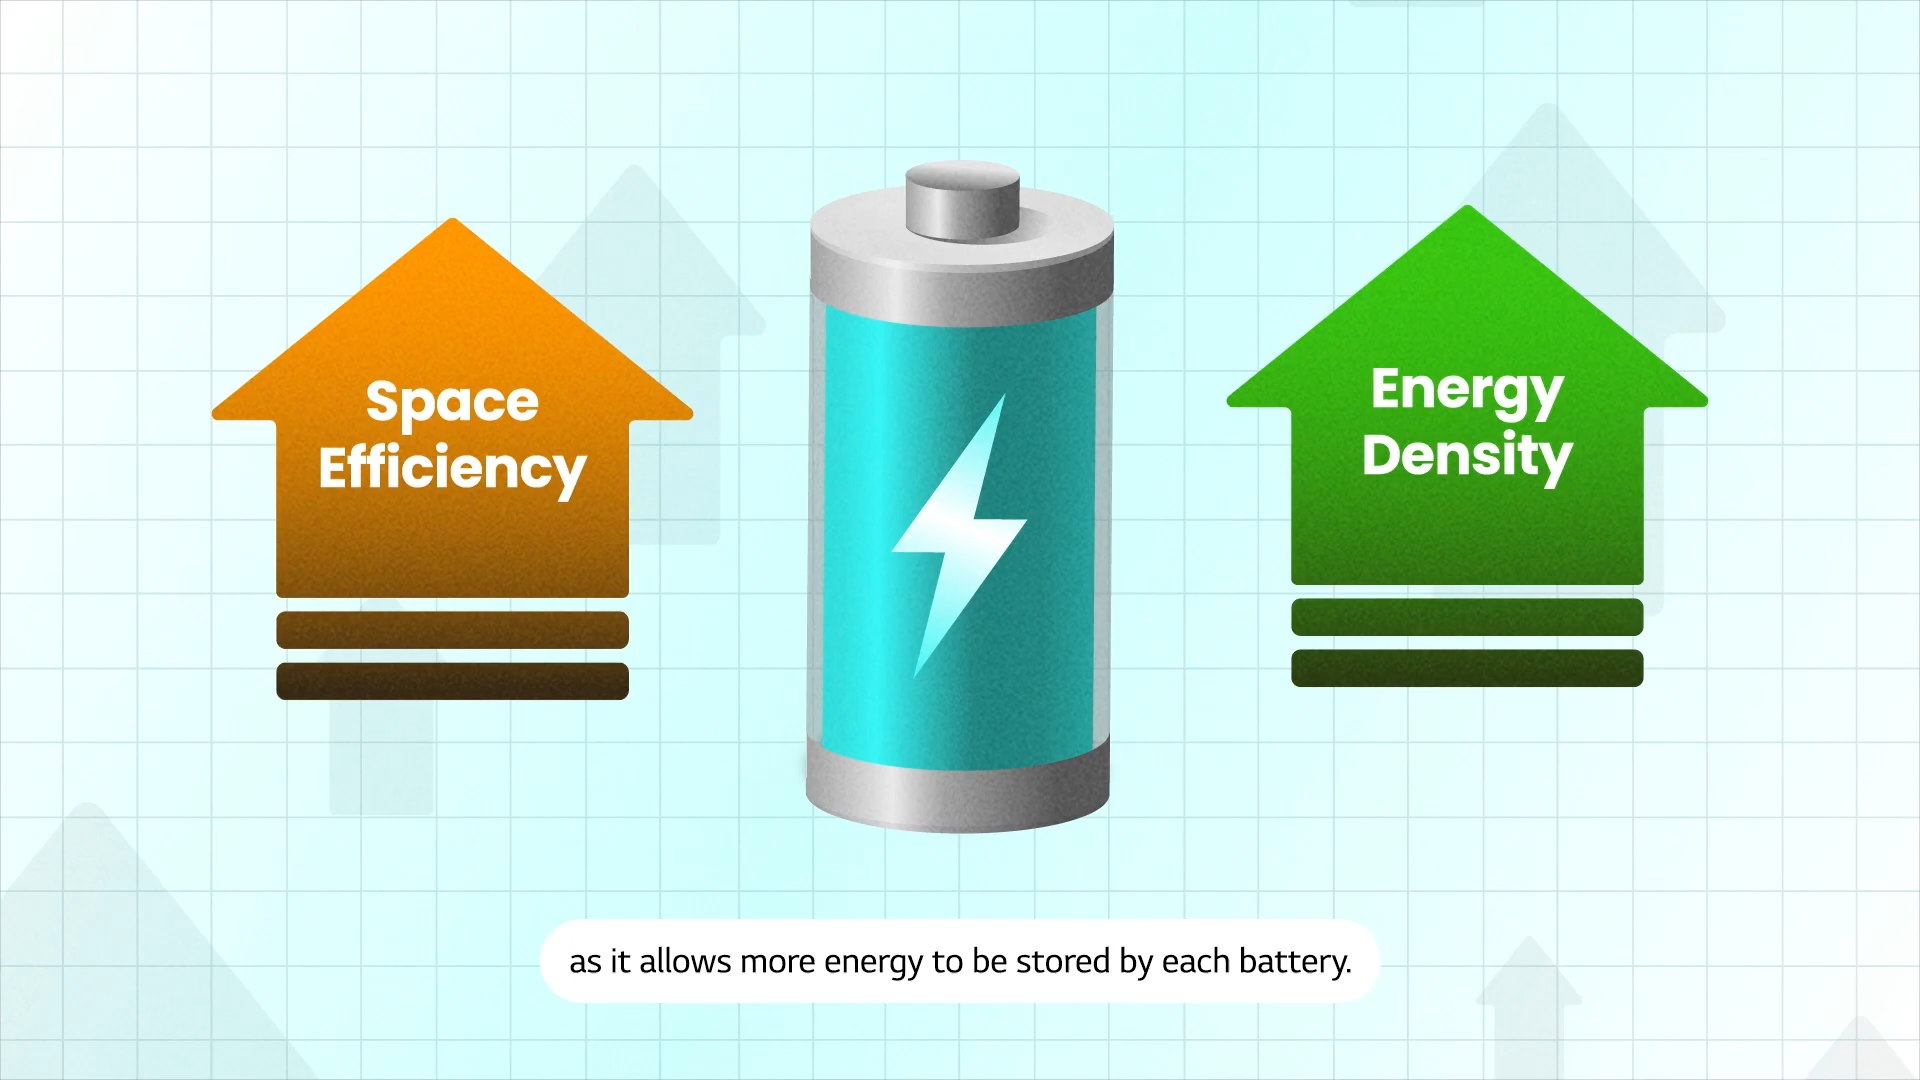 Space
Efficiency
Energy
Density
as it allows more energy to be stored by each battery.